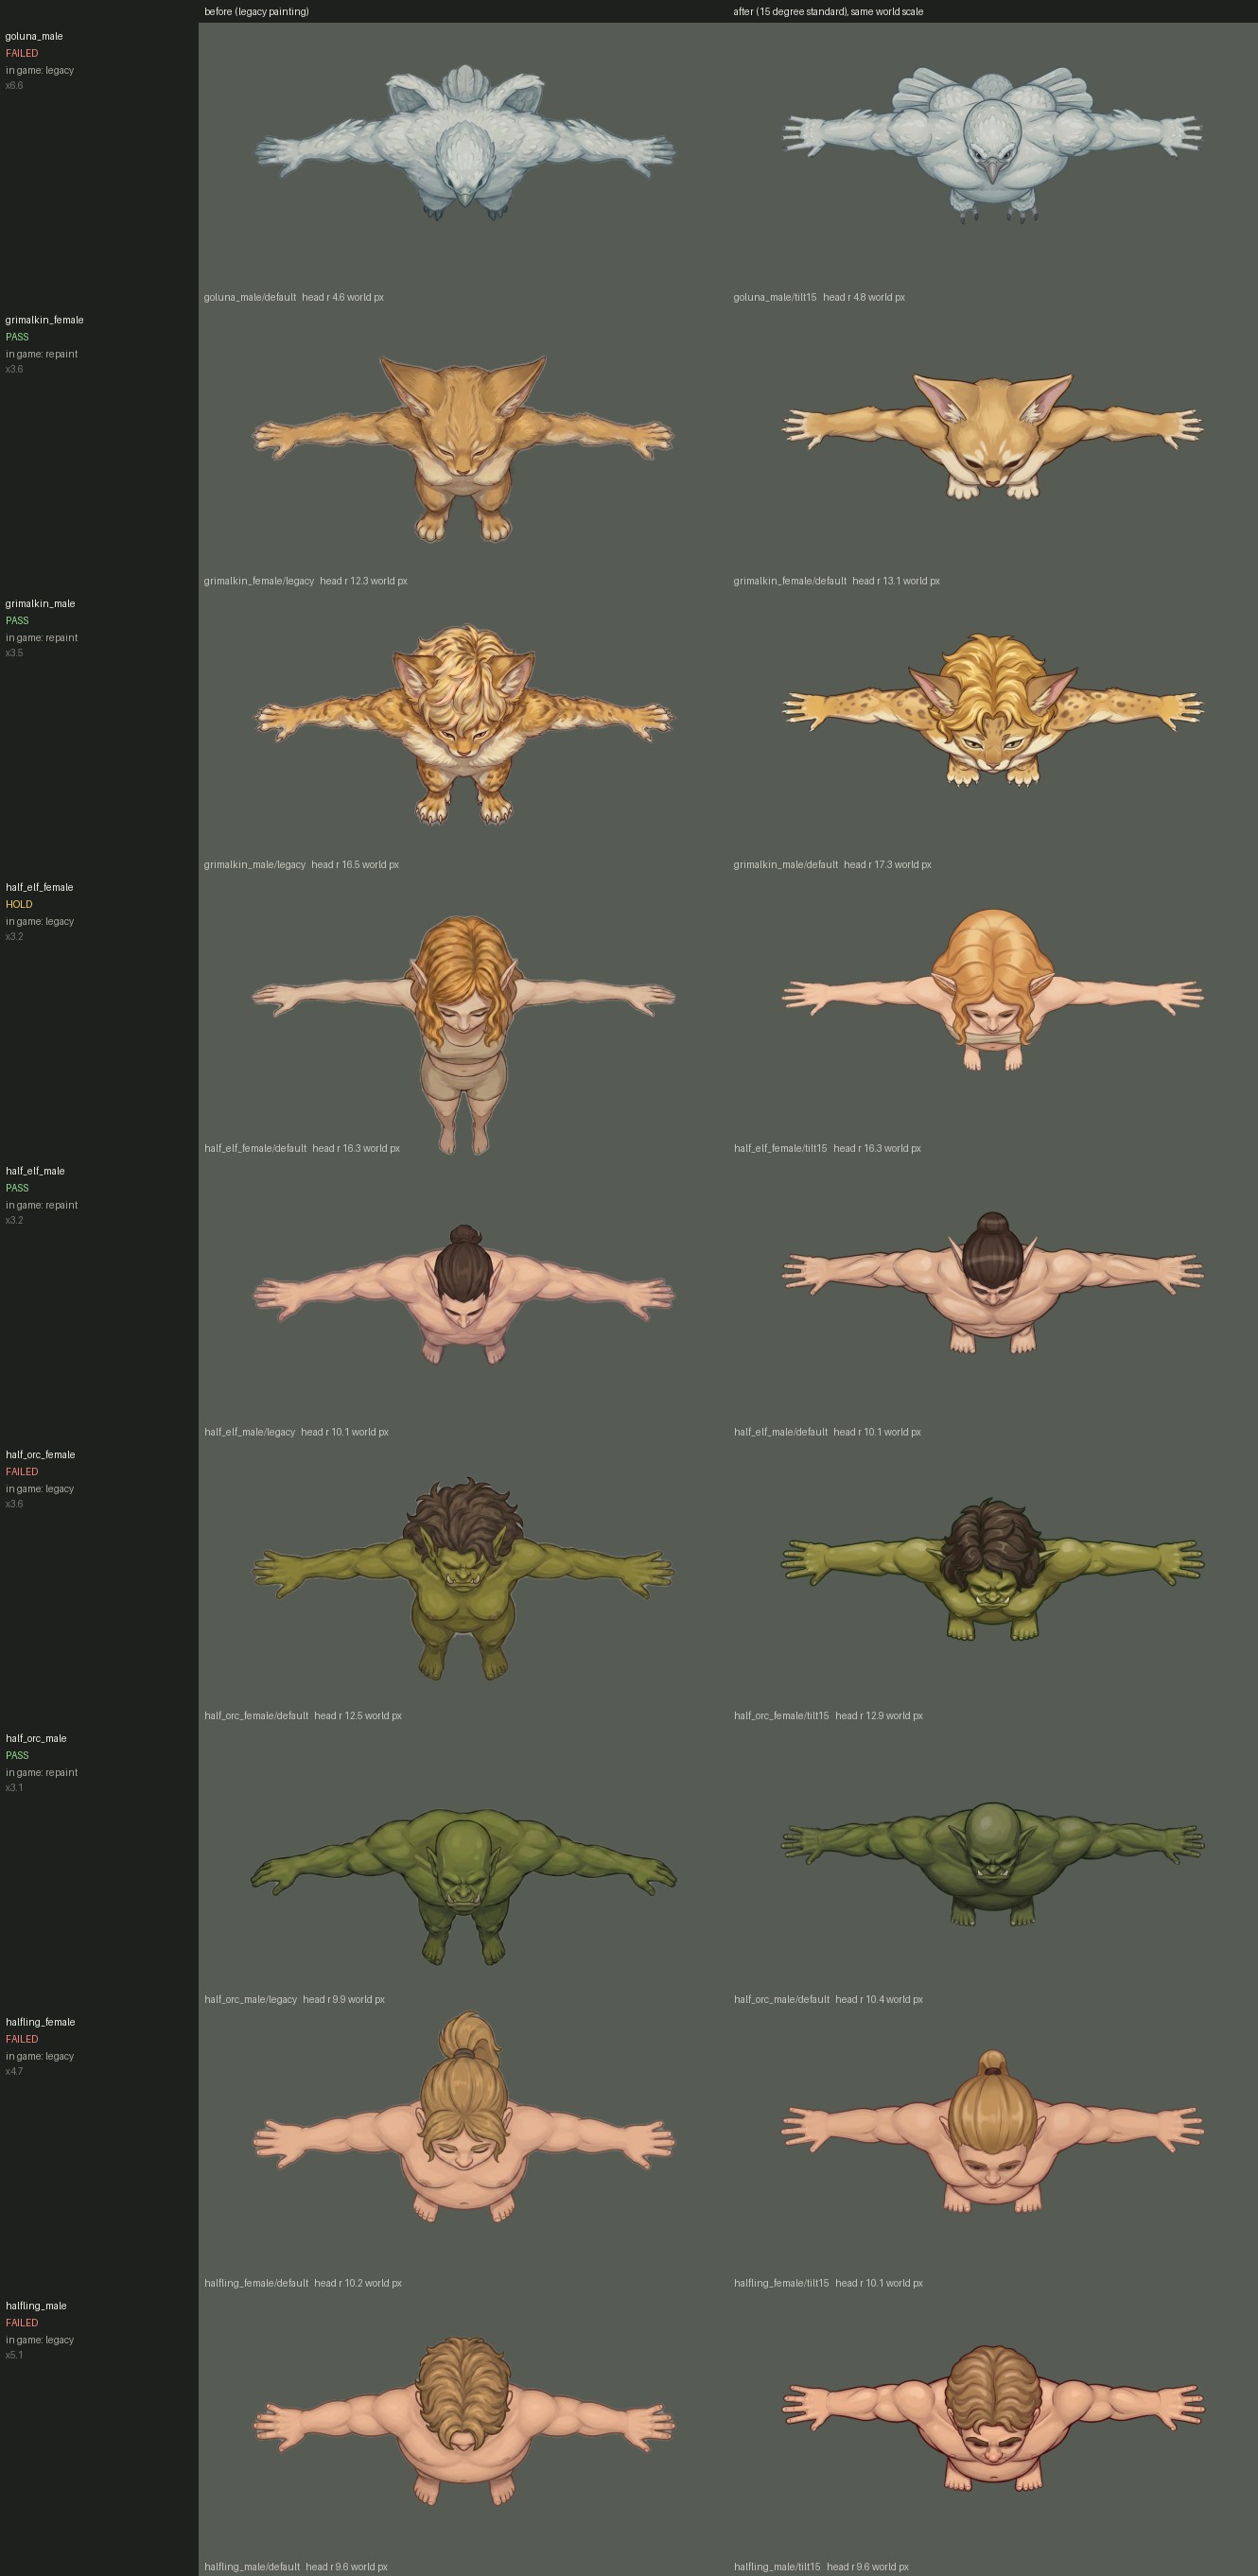 before (legacy painting)
after (15 degree standard), same world scale
goluna_male
FAILED
in game: legacy
x6.6
goluna_male/default head r 4.6 world px
goluna_male/tilt15 head r 4.8 world px
grimalkin_female
PASS
in game: repaint
x3.6
grimalkin_female/legacy head r 12.3 world px
grimalkin_female/default head r 13.1 world px
grimalkin_male
PASS
in game: repaint
x3.5
grimalkin_male/legacy head r 16.5 world px
grimalkin_male/default head r 17.3 world px
half_elf_female
HOLD
in game: legacy
x3.2
half_elf_female/default head r 16.3 world px
half_elf_female/tilt15 head r 16.3 world px
half_elf_male
PASS
in game: repaint
x3.2
half_elf_male/legacy head r 10.1 world px
half_elf_male/default head r 10.1 world px
half_orc_female
FAILED
in game: legacy
x3.6
half_orc_female/default head r 12.5 world px
half_orc_female/tilt15 head r 12.9 world px
half_orc_male
PASS
in game: repaint
x3.1
half_orc_male/legacy head r 9.9 world px
half_orc_male/default head r 10.4 world px
halfling_female
FAILED
in game: legacy
x4.7
halfling_female/default head r 10.2 world px
halfling_female/tilt15 head r 10.1 world px
halfling_male
FAILED
in game: legacy
x5.1
halfling_male/default head r 9.6 world px
halfling_male/tilt15 head r 9.6 world px